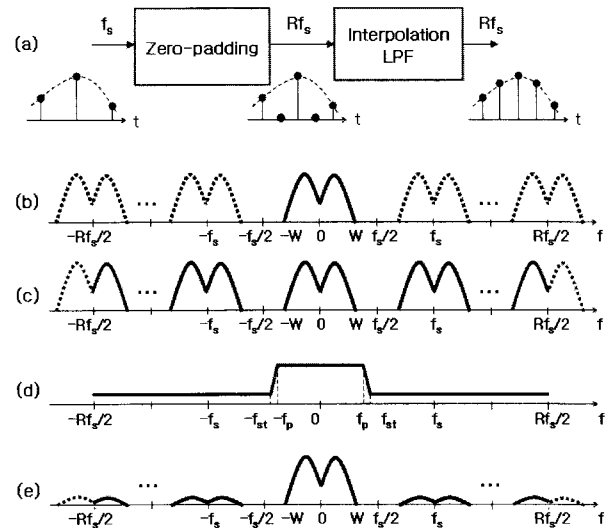 (a)
f_s
Zero-padding
Rf_s
Interpolation
LPF
Rf_s
t
t
t
(b)
...
...
-Rf_s/2
-f_s
-f_s/2
-W
0
W
f_s/2
f_s
Rf_s/2
f
(c)
...
...
-Rf_s/2
-f_s
-f_s/2
-W
0
W
f_s/2
f_s
Rf_s/2
f
(d)
-Rf_s/2
-f_s
-f_st
-f_p
0
f_p
f_st
f_s
Rf_s/2
f
(e)
...
...
-Rf_s/2
-f_s
-f_s/2
-W
0
W
f_s/2
f_s
Rf_s/2
f